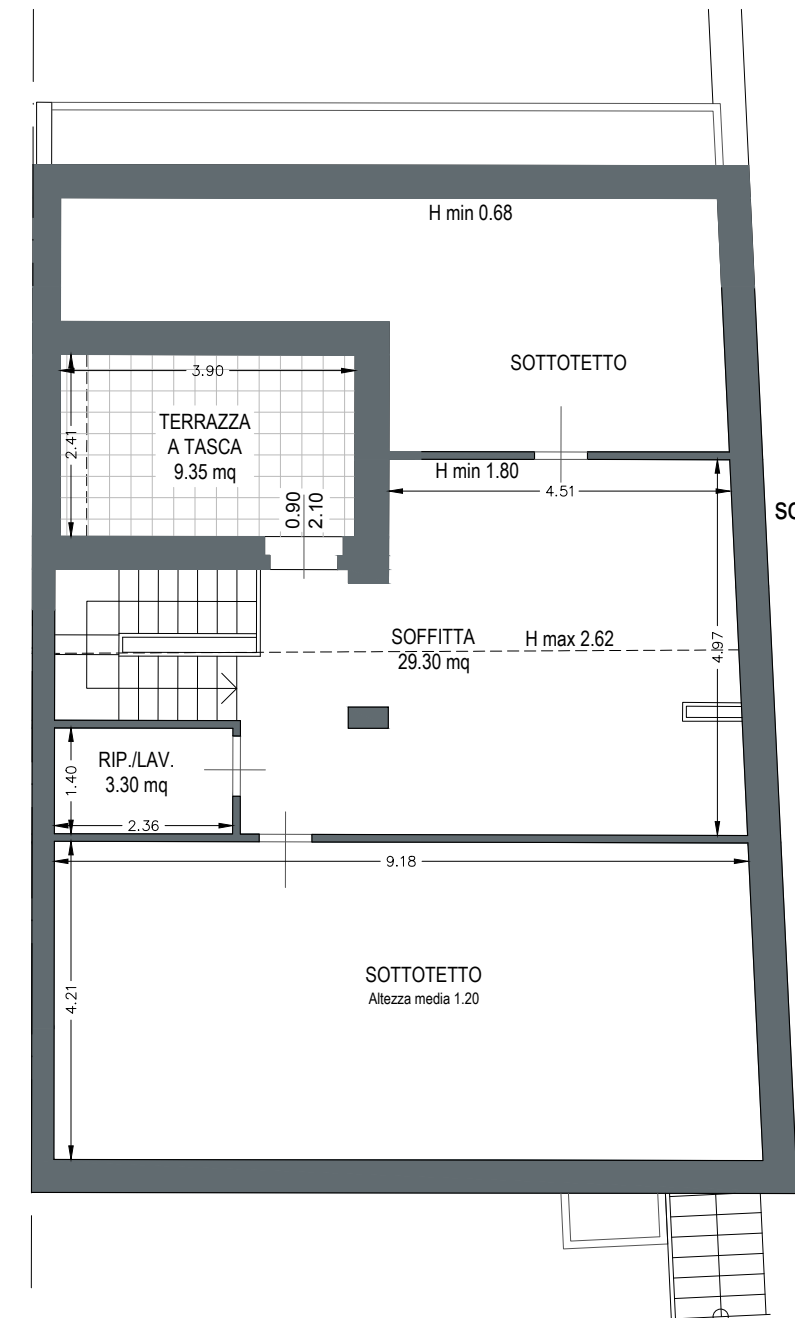 H min 0.68
SOTTOTETTO
3.90
2.41
TERRAZZA
A TASCA
9.35 mq
0.90
2.10
H min 1.80
4.51
SO
SOFFITTA
29.30 mq
H max 2.62
4.97
RIP./LAV.
3.30 mq
1.40
2.36
9.18
4.21
SOTTOTETTO
Altezza media 1.20